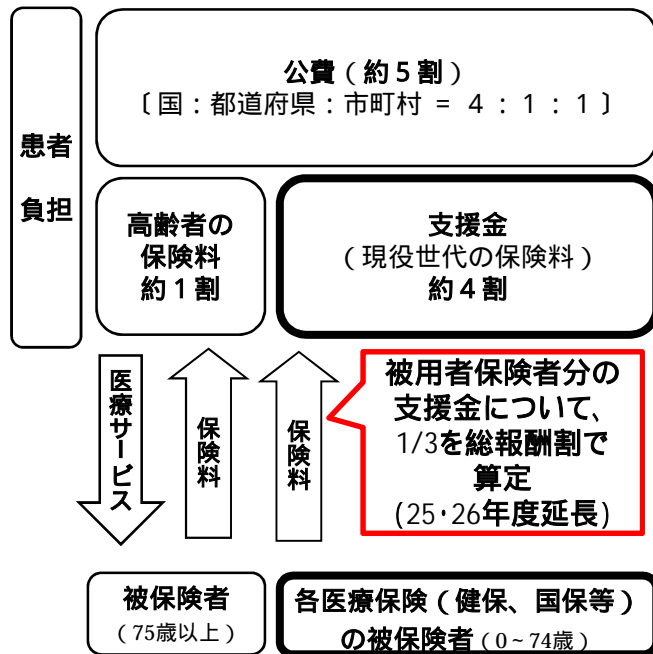 患者
負担
公費（約５割）
〔国：都道府県：市町村 = 4：1：1〕
高齢者の
保険料
約１割
支援金
（現役世代の保険料）
約４割
医療サービス
保険料
保険料
被用者保険者分の
支援金について、
1/3を総報酬割で
算定
(25・26年度延長)
被保険者
（75歳以上）
各医療保険（健保、国保等）
の被保険者（0～74歳）